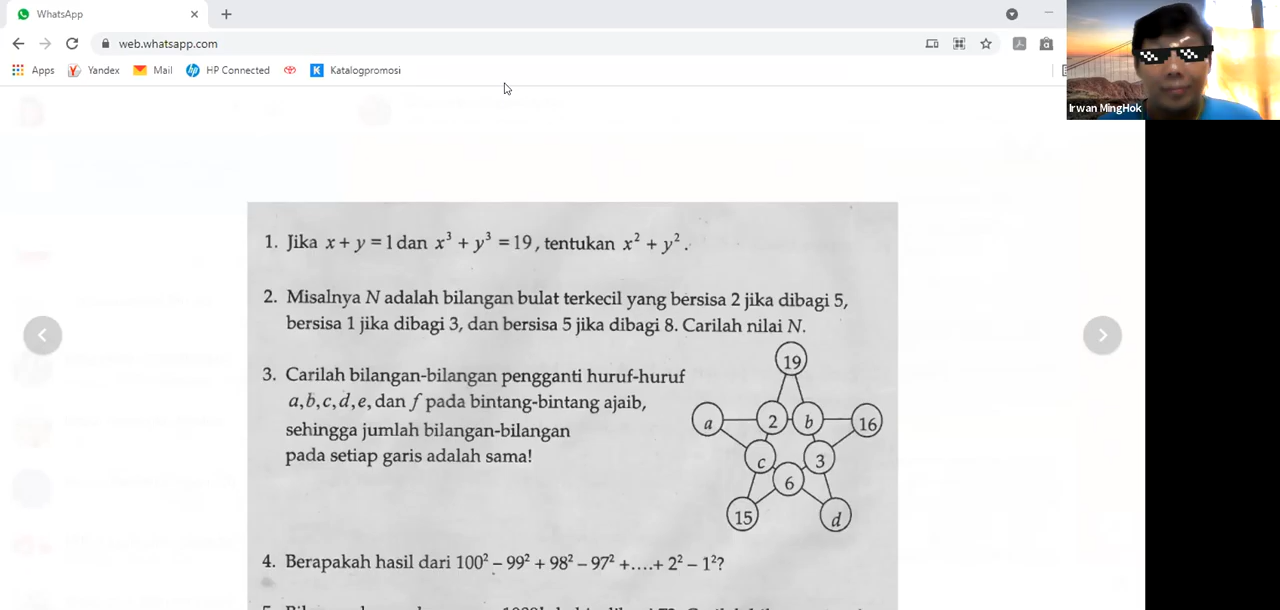 WhatsApp
web.whatsapp.com
Apps Yandex Mail HP Connected Katalogpromosi
Irwan MingHok
1. Jika x + y = 1 dan x³ + y³ = 19, tentukan x² + y².
2. Misalnya N adalah bilangan bulat terkecil yang bersisa 2 jika dibagi 5,
bersisa 1 jika dibagi 3, dan bersisa 5 jika dibagi 8. Carilah nilai N.
3. Carilah bilangan-bilangan pengganti huruf-huruf
a, b, c, d, e, dan f pada bintang-bintang ajaib,
sehingga jumlah bilangan-bilangan
pada setiap garis adalah sama!
19
a 2 b 16
c 3
6
15 d
4. Berapakah hasil dari 100² – 99² + 98² – 97² +....+ 2² – 1²?